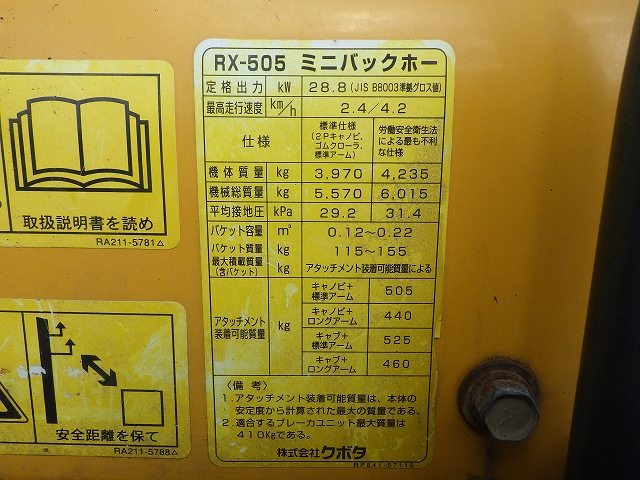 取扱説明書を読め
RA211-5781△
安全距離を保て
RA211-5788△
RX-505 ミニバックホー
定格出力 kW 28.8 (JIS B8003準拠グロス値)
最高走行速度 km/h 2.4/4.2
仕様 標準仕様 (2Pキャノピ、ゴムクローラ、標準アーム) 労働安全衛生法による最も不利な仕様
機体質量 kg 3,970 4,235
機械総質量 kg 5,570 6,015
平均接地圧 kPa 29.2 31.4
バケット容量 m³ 0.12~0.22
バケット質量 kg 115~155
最大積載質量 (含バケット) kg アタッチメント装着可能質量による
アタッチメント装着可能質量 kg
キャノピ+標準アーム 505
キャノピ+ロングアーム 440
キャブ+標準アーム 525
キャブ+ロングアーム 460
〈備 考〉
1.アタッチメント装着可能質量は、本体の
安定度から計算された最大の質量である。
2.適合するブレーカユニット最大質量は
410Kgである。
株式会社クボタ
RP841-57115